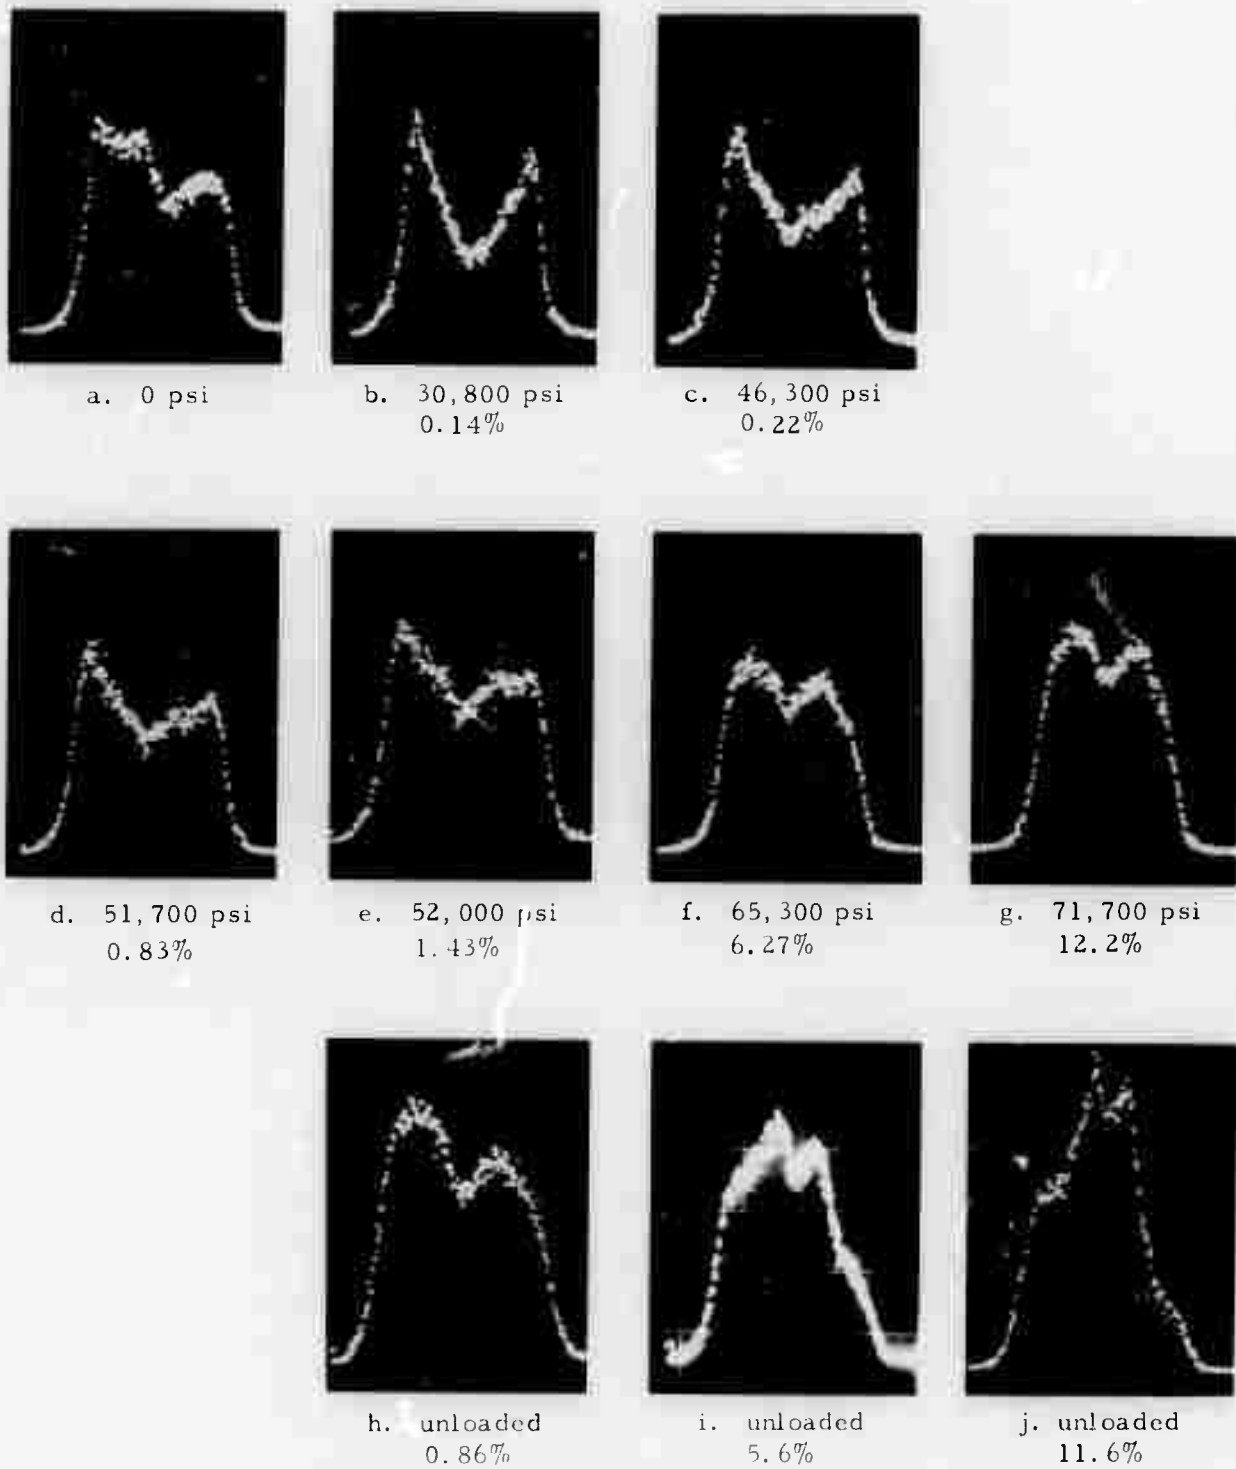 a. 0 psi
b. 30,800 psi
0.14%
c. 46,300 psi
0.22%
d. 51,700 psi
0.83%
e. 52,000 psi
1.43%
f. 65,300 psi
6.27%
g. 71,700 psi
12.2%
h. unloaded
0.86%
i. unloaded
5.6%
j. unloaded
11.6%